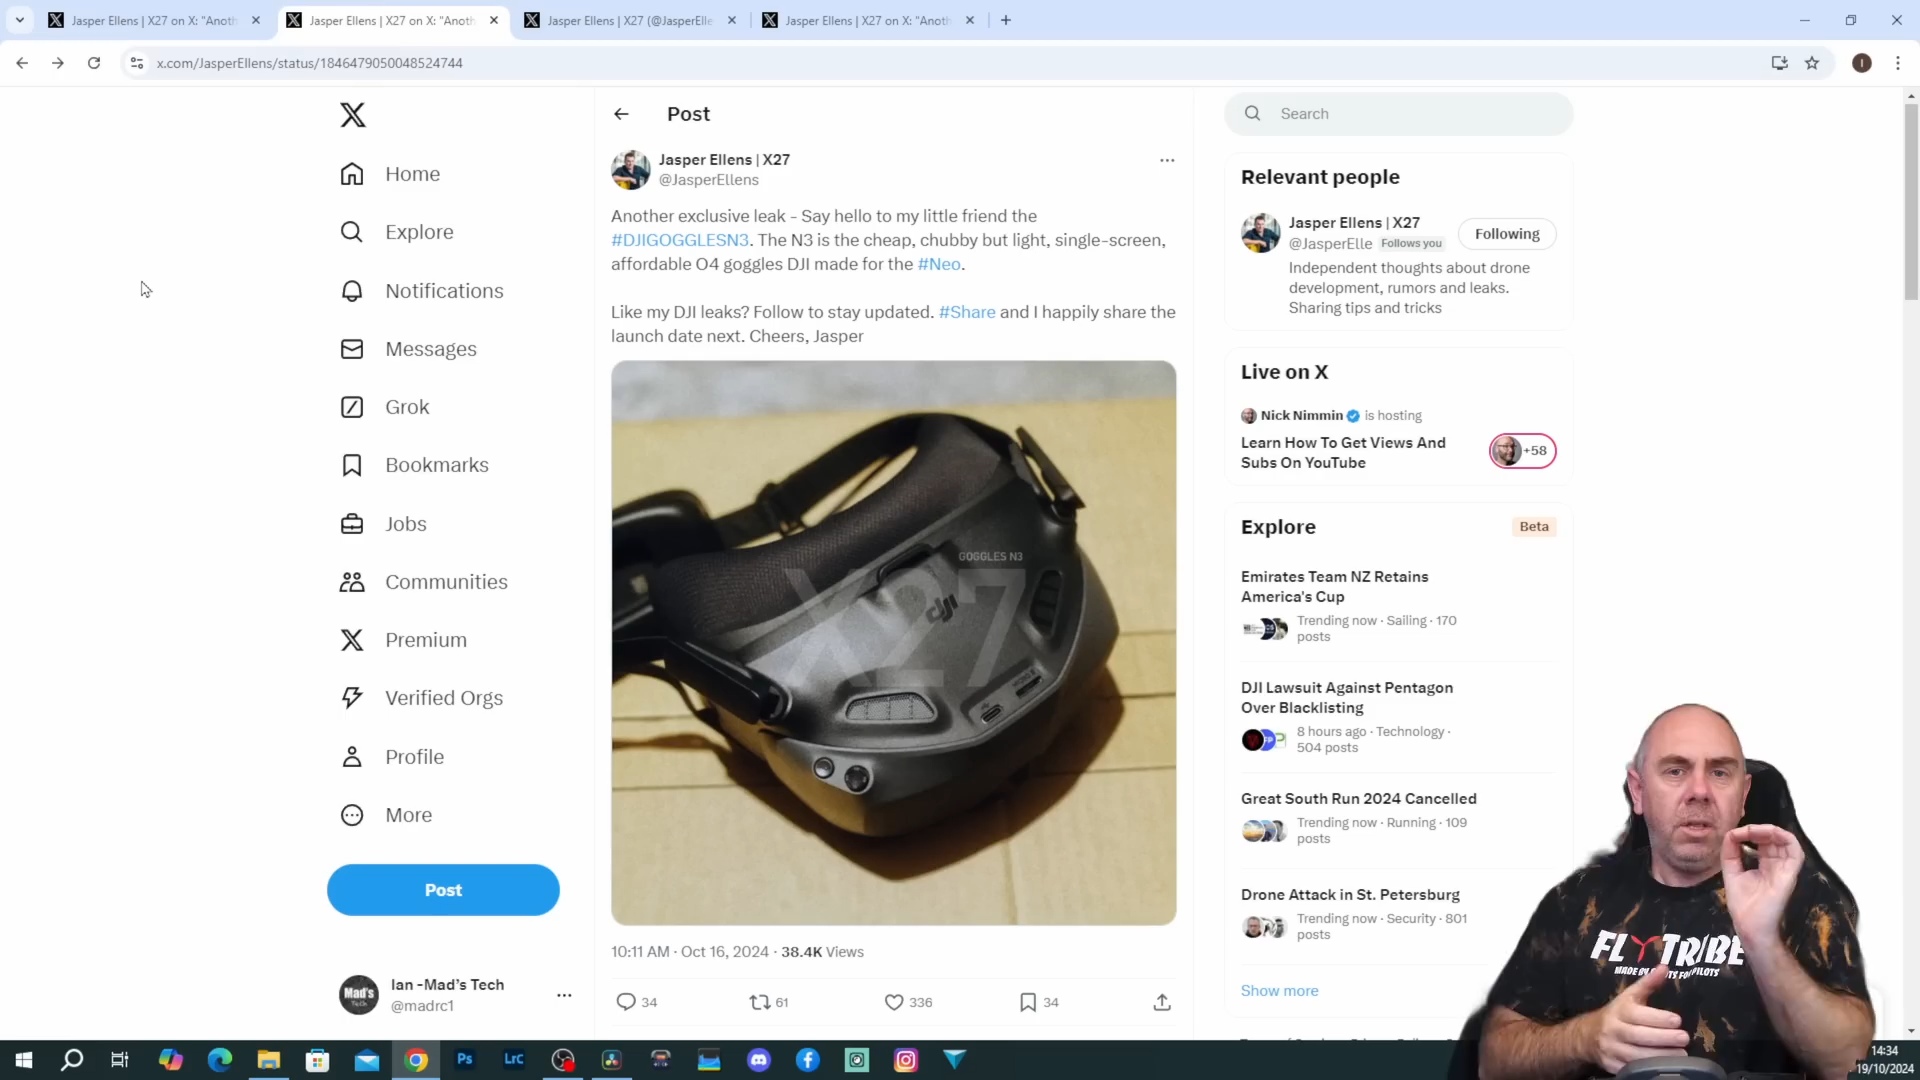 Jasper Ellens | X27 on X: "Anoth
Jasper Ellens | X27 on X: "Anoth
Jasper Ellens | X27 (@JasperElle
Jasper Ellens | X27 on X: "Anoth
x.com/JasperEllens/status/1846479050048524744
Home
Explore
Notifications
Messages
Grok
Bookmarks
Jobs
Communities
Premium
Verified Orgs
Profile
More
Post
Mad's
Tech
Ian -Mad's Tech
@madrc1
Post
Jasper Ellens | X27
@JasperEllens
Another exclusive leak - Say hello to my little friend the
#DJIGOGGLESN3. The N3 is the cheap, chubby but light, single-screen,
affordable O4 goggles DJI made for the #Neo.
Like my DJI leaks? Follow to stay updated. #Share and I happily share the
launch date next. Cheers, Jasper
GOGGLES N3
X27
dji
10:11 AM · Oct 16, 2024 · 38.4K Views
34
61
336
34
Search
Relevant people
Jasper Ellens | X27
@JasperElle Follows you
Following
Independent thoughts about drone
development, rumors and leaks.
Sharing tips and tricks
Live on X
Nick Nimmin is hosting
Learn How To Get Views And
Subs On YouTube
+58
Explore
Beta
Emirates Team NZ Retains
America's Cup
Trending now · Sailing · 170
posts
DJI Lawsuit Against Pentagon
Over Blacklisting
8 hours ago · Technology ·
504 posts
Great South Run 2024 Cancelled
Trending now · Running · 109
posts
Drone Attack in St. Petersburg
Trending now · Security · 801
posts
Show more
FLYTRIBE
Ps
LrC
14:34
19/10/2024